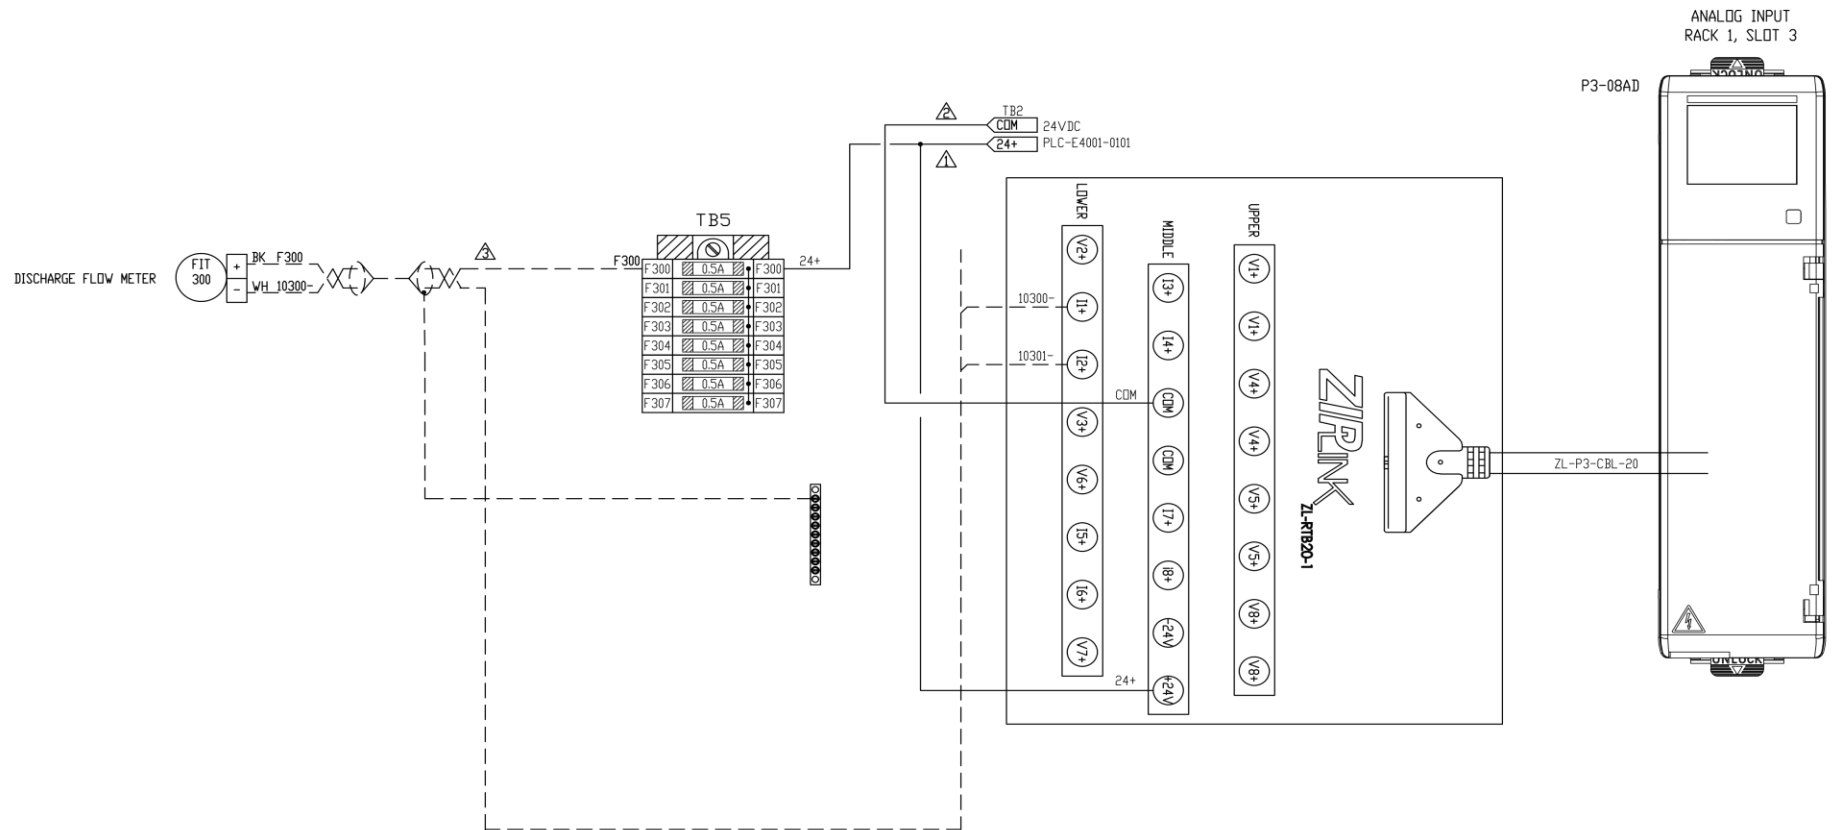 ANALOG INPUT
RACK 1, SLOT 3
P3-08AD
UNLOCK
2
TB2
COM 24VDC
24+ PLC-E4001-0101
1
DISCHARGE FLOW METER
FIT
300
+
-
BK F300
WH 10300-
3
TB5
F300
24+
F300 0.5A F300
F301 0.5A F301
F302 0.5A F302
F303 0.5A F303
F304 0.5A F304
F305 0.5A F305
F306 0.5A F306
F307 0.5A F307
10300-
10301-
COM
24+
LOWER
V2+
I1+
I2+
V3+
V6+
I5+
I6+
V7+
MIDDLE
I3+
I4+
COM
COM
I7+
i8+
-24V
+24V
UPPER
V1+
V1+
V4+
V4+
V5+
V5+
V8+
V8+
ZIPLINK
ZL-RTB20-1
ZL-P3-CBL-20
UNLOCK